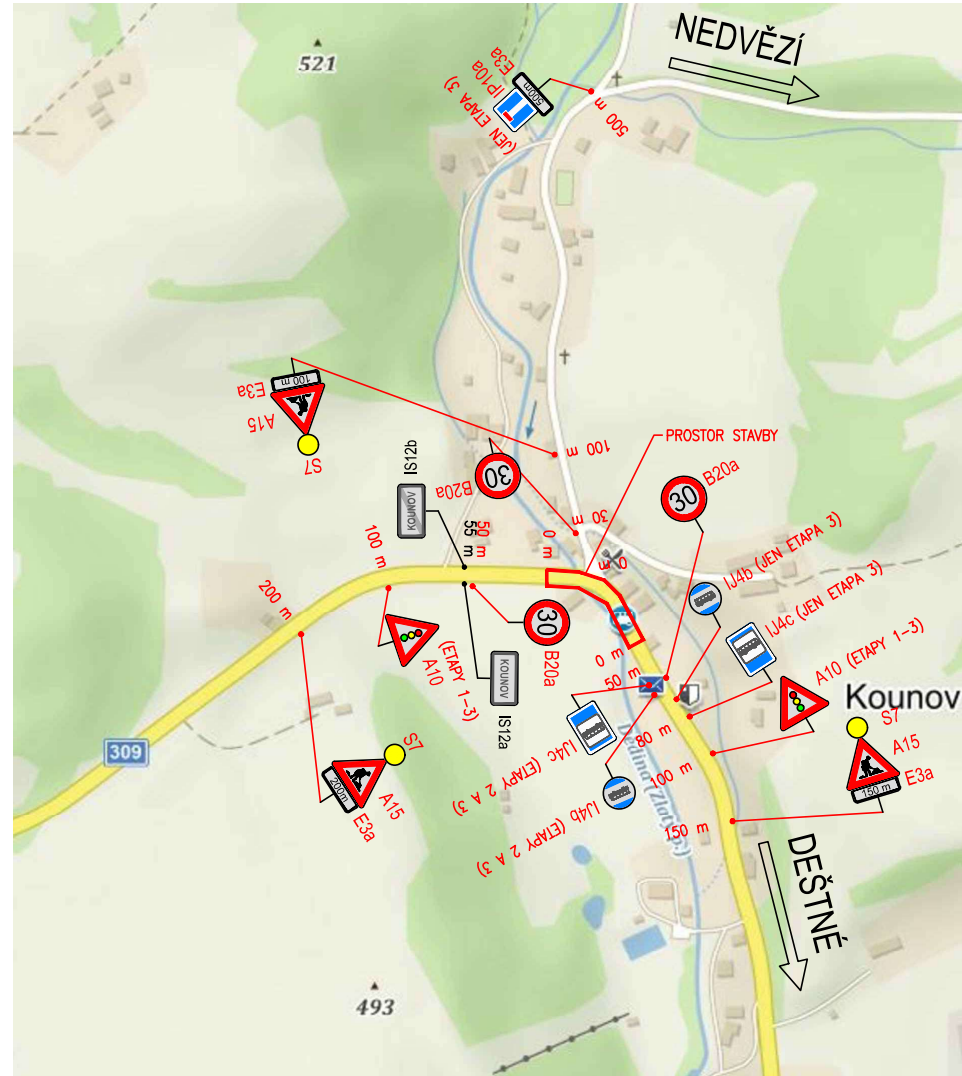 521
NEDVĚZÍ
E3a
IP10a
(JEN ETAPA 3)
500m
500 m
100 m
E3a
A15
S7
100 m
PROSTOR STAVBY
IS12b
KOUNOV
B20a
30
30 m
0 m
30
B20a
100 m
55 m
50 m
0 m
200 m
IJ4b (JEN ETAPA 3)
IJ4c (JEN ETAPA 3)
A10 (ETAPY 1-3)
(ETAPY 1-3)
A10
KOUNOV
IS12a
30
B20a
0 m
50 m
80 m
100 m
150 m
Kounov
S7
A15
E3a
150 m
309
S7
A15
E3a
200m
IJ4c (ETAPY 2 A 3)
IJ4b (ETAPY 2 A 3)
Dědina (Zlatý p.)
DEŠTNÉ
493